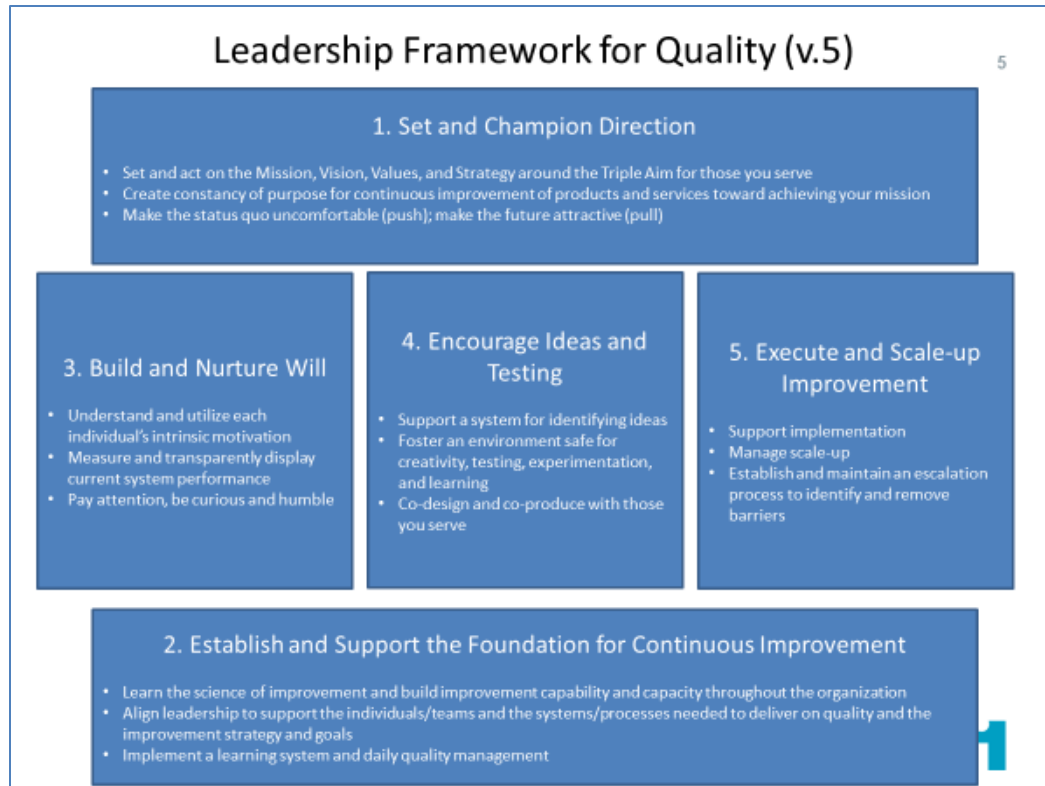 Leadership Framework for Quality (v.5)
5
1. Set and Champion Direction
• Set and act on the Mission, Vision, Values, and Strategy around the Triple Aim for those you serve
• Create constancy of purpose for continuous improvement of products and services toward achieving your mission
• Make the status quo uncomfortable (push); make the future attractive (pull)
3. Build and Nurture Will
• Understand and utilize each
individual's intrinsic motivation
• Measure and transparently display
current system performance
• Pay attention, be curious and humble
4. Encourage Ideas and
Testing
• Support a system for identifying ideas
• Foster an environment safe for
creativity, testing, experimentation,
and learning
• Co-design and co-produce with those
you serve
5. Execute and Scale-up
Improvement
• Support implementation
• Manage scale-up
• Establish and maintain an escalation
process to identify and remove
barriers
2. Establish and Support the Foundation for Continuous Improvement
• Learn the science of improvement and build improvement capability and capacity throughout the organization
• Align leadership to support the individuals/teams and the systems/processes needed to deliver on quality and the
improvement strategy and goals
• Implement a learning system and daily quality management